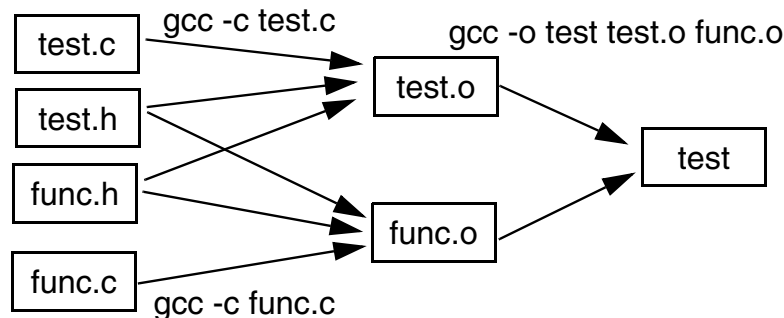 gcc -c test.c
gcc -o test test.o func.o
test.c
test.o
test.h
test
func.h
func.o
func.c
gcc -c func.c